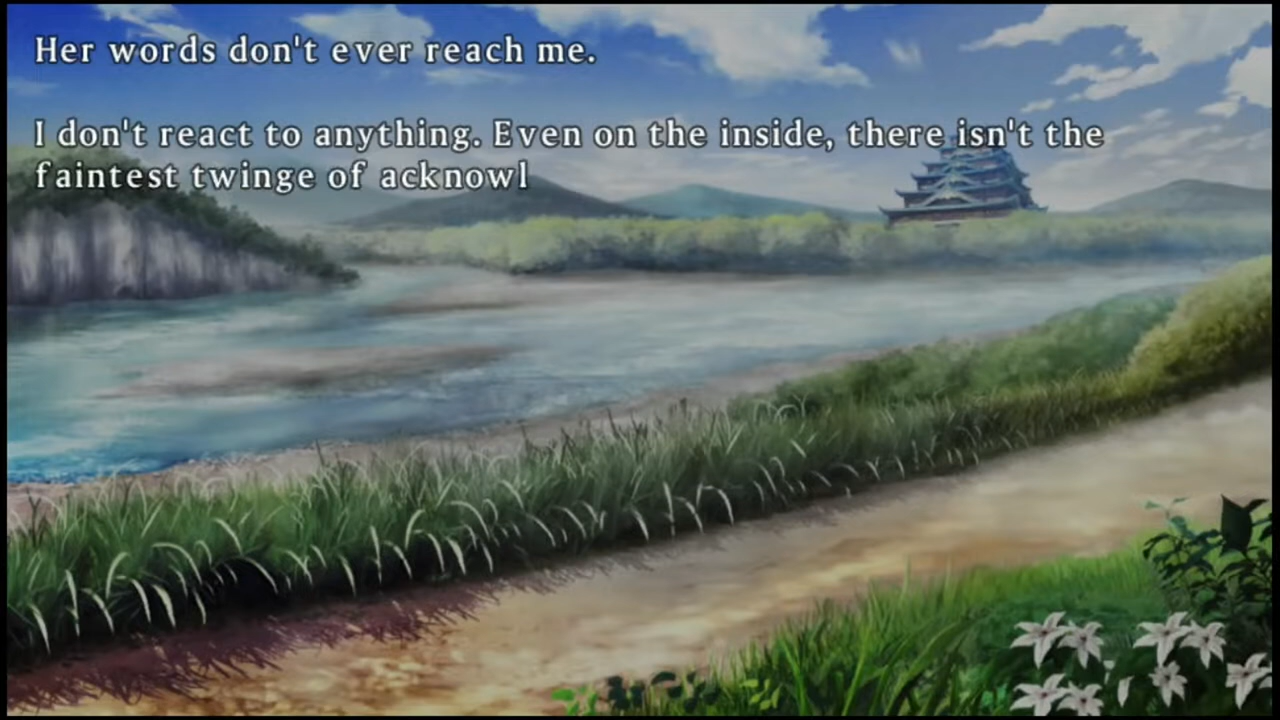 Her words don't ever reach me.
I don't react to anything. Even on the inside, there isn't the
faintest twinge of acknowl